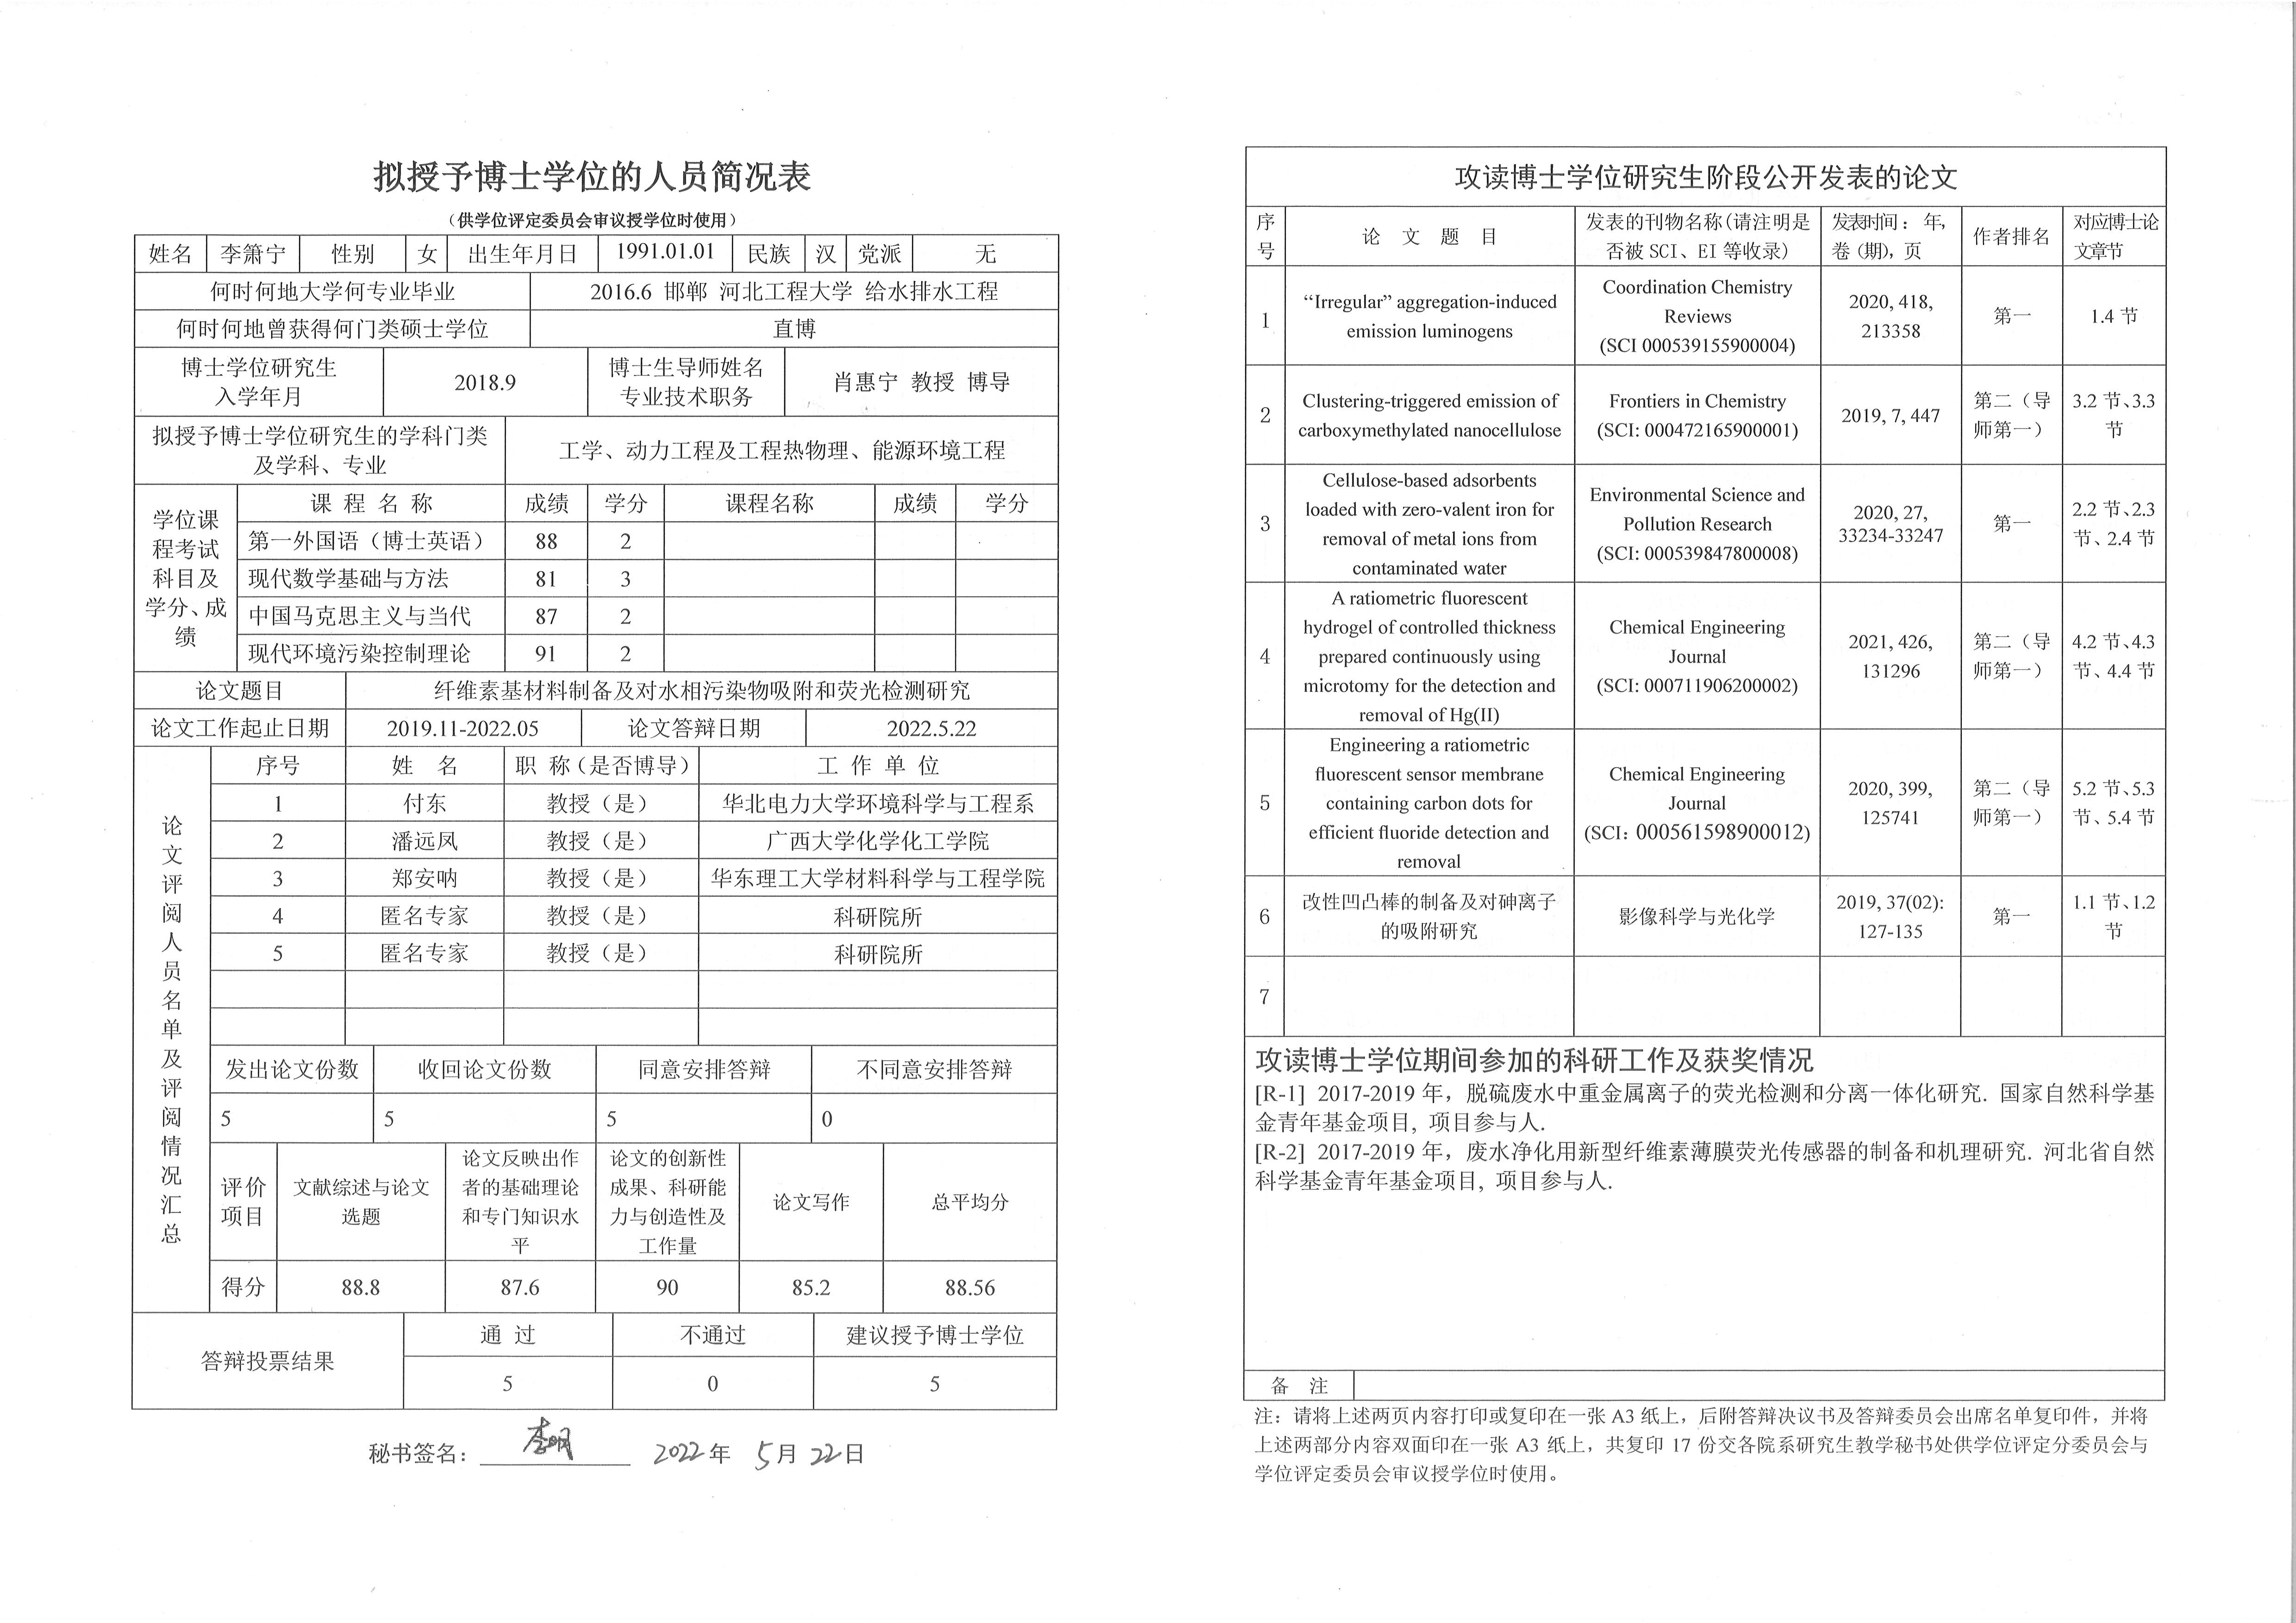 拟授予博士学位的人员简况表
（供学位评定委员会审议授学位时使用）
姓名 李箫宁 性别 女 出生年月日 1991.01.01 民族 汉 党派 无
何时何地大学何专业毕业 2016.6 邯郸 河北工程大学 给水排水工程
何时何地曾获得何门类硕士学位 直博
博士学位研究生
入学年月
2018.9
博士生导师姓名
专业技术职务
肖惠宁 教授 博导
拟授予博士学位研究生的学科门类
及学科、专业
工学、动力工程及工程热物理、能源环境工程
学位课
程考试
科目及
学分、成
绩
课 程 名 称 成绩 学分 课程名称 成绩 学分
第一外国语（博士英语） 88 2
现代数学基础与方法 81 3
中国马克思主义与当代 87 2
现代环境污染控制理论 91 2
论文题目 纤维素基材料制备及对水相污染物吸附和荧光检测研究
论文工作起止日期 2019.11-2022.05 论文答辩日期 2022.5.22
论文评阅人员名单及评阅情况汇总
序号 姓 名 职 称（是否博导） 工 作 单 位
1 付东 教授（是） 华北电力大学环境科学与工程系
2 潘远凤 教授（是） 广西大学化学化工学院
3 郑安呐 教授（是） 华东理工大学材料科学与工程学院
4 匿名专家 教授（是） 科研院所
5 匿名专家 教授（是） 科研院所
发出论文份数 收回论文份数 同意安排答辩 不同意安排答辩
5 5 5 0
评价
项目
文献综述与论文
选题
论文反映出作
者的基础理论
和专门知识水
平
论文的创新性
成果、科研能
力与创造性及
工作量
论文写作
总平均分
得分 88.8 87.6 90 85.2 88.56
答辩投票结果
通 过 不通过 建议授予博士学位
5 0 5
秘书签名： 李明 2022 年 5 月 22 日
攻读博士学位研究生阶段公开发表的论文
序
号
论 文 题 目
发表的刊物名称（请注明是
否被 SCI、EI 等收录）
发表时间： 年，
卷（期），页
作者排名
对应博士论
文章节
1
“Irregular” aggregation-induced
emission luminogens
Coordination Chemistry
Reviews
(SCI 000539155900004)
2020, 418,
213358
第一
1.4 节
2
Clustering-triggered emission of
carboxymethylated nanocellulose
Frontiers in Chemistry
(SCI: 000472165900001)
2019, 7, 447
第二（导
师第一）
3.2 节、3.3
节
3
Cellulose-based adsorbents
loaded with zero-valent iron for
removal of metal ions from
contaminated water
Environmental Science and
Pollution Research
(SCI: 000539847800008)
2020, 27,
33234-33247
第一
2.2 节、2.3
节、2.4 节
4
A ratiometric fluorescent
hydrogel of controlled thickness
prepared continuously using
microtomy for the detection and
removal of Hg(II)
Chemical Engineering
Journal
(SCI: 000711906200002)
2021, 426,
131296
第二（导
师第一）
4.2 节、4.3
节、4.4 节
5
Engineering a ratiometric
fluorescent sensor membrane
containing carbon dots for
efficient fluoride detection and
removal
Chemical Engineering
Journal
(SCI: 000561598900012)
2020, 399,
125741
第二（导
师第一）
5.2 节、5.3
节、5.4 节
6
改性凹凸棒的制备及对砷离子
的吸附研究
影像科学与光化学
2019, 37(02):
127-135
第一
1.1 节、1.2
节
7
攻读博士学位期间参加的科研工作及获奖情况
[R-1] 2017-2019 年，脱硫废水中重金属离子的荧光检测和分离一体化研究. 国家自然科学基
金青年基金项目, 项目参与人.
[R-2] 2017-2019 年，废水净化用新型纤维素薄膜荧光传感器的制备和机理研究. 河北省自然
科学基金青年基金项目, 项目参与人.
备 注
注：请将上述两页内容打印或复印在一张 A3 纸上，后附答辩决议书及答辩委员会出席名单复印件，并将
上述两部分内容双面印在一张 A3 纸上，共复印 17 份交各院系研究生教学秘书处供学位评定分委员会与
学位评定委员会审议授学位时使用。